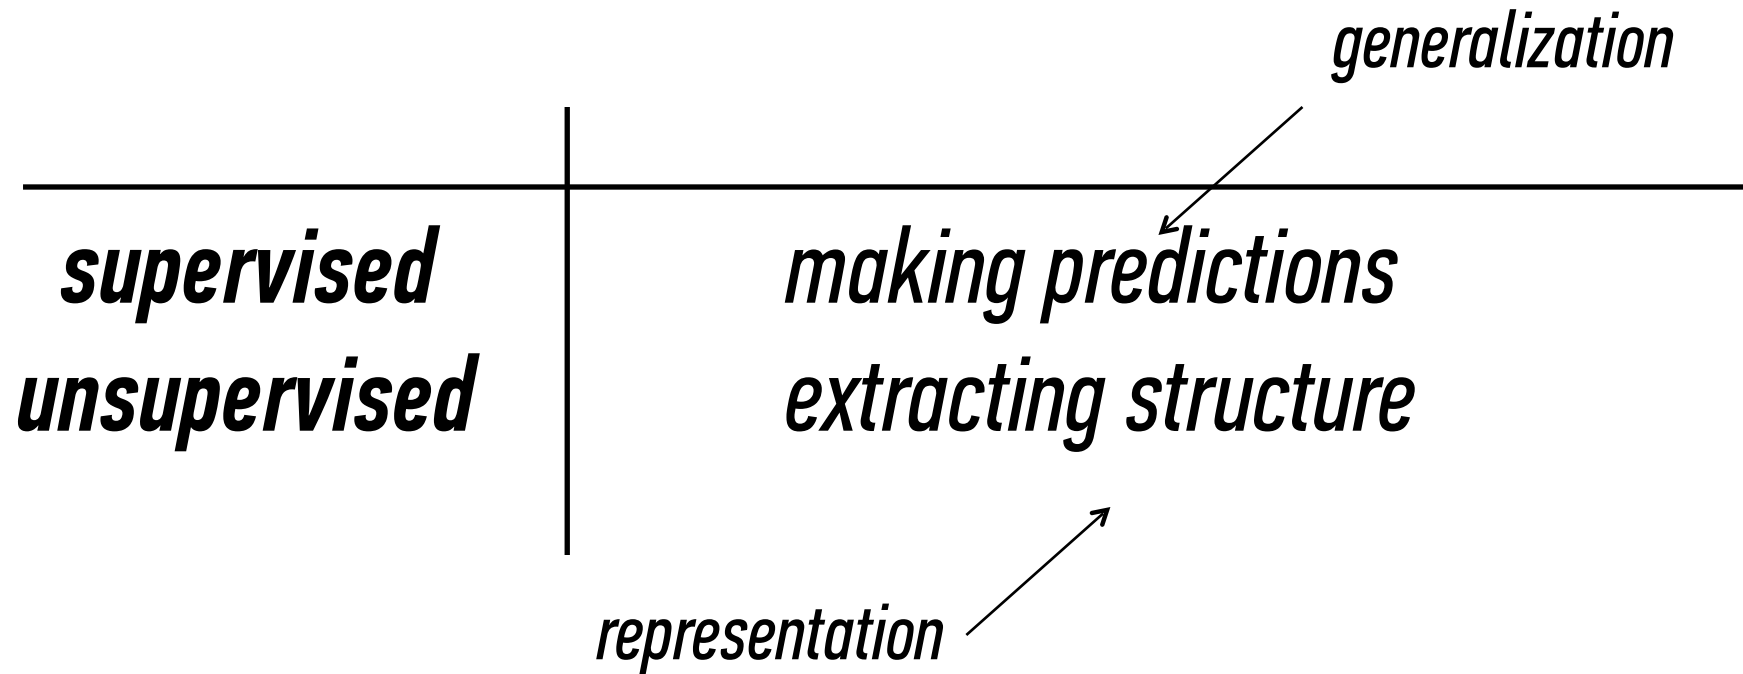 generalization
supervised making predictions
unsupervised extracting structure
representation